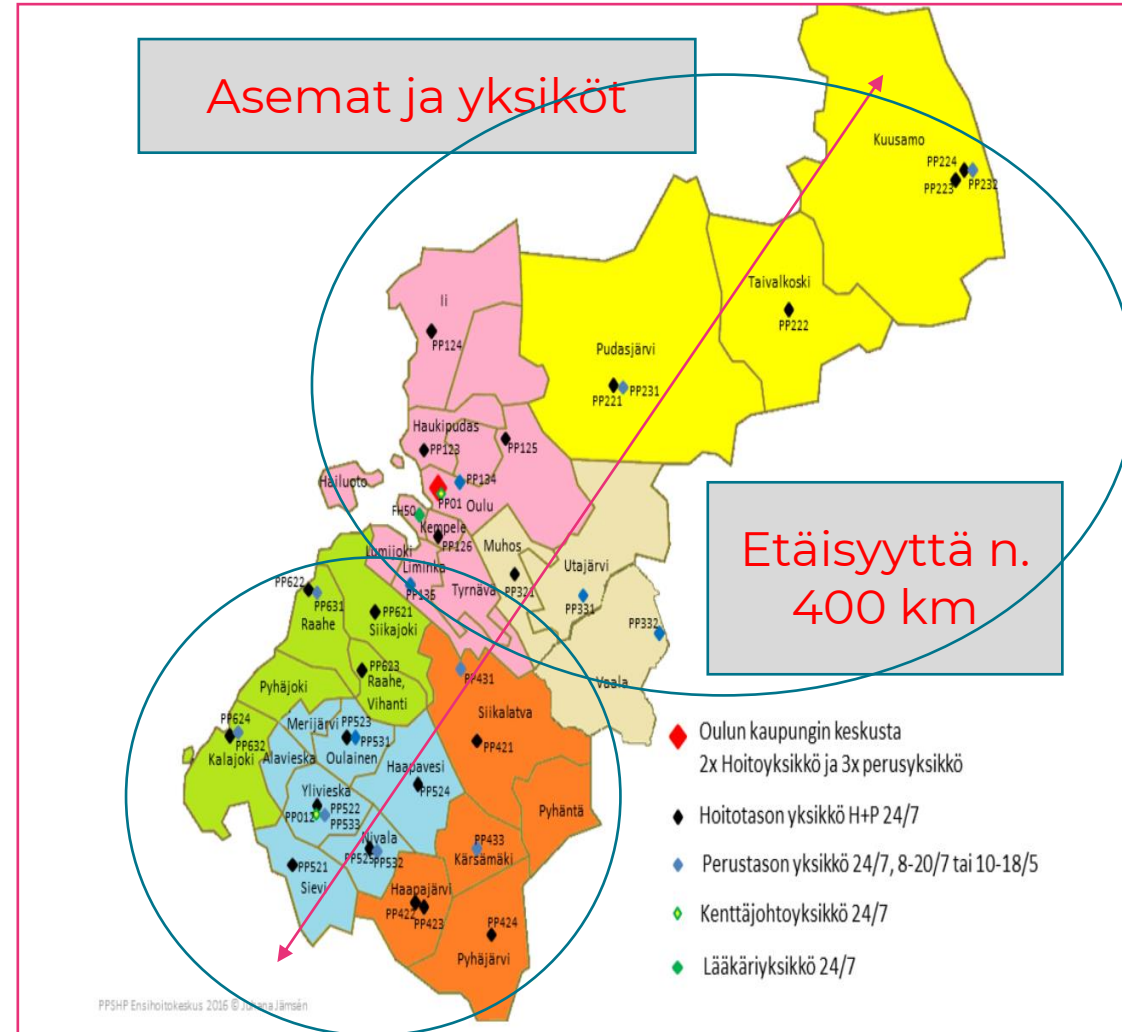 Asemat ja yksiköt
Kuusamo
PP224
PP223
PP232
Taivalkoski
PP222
Ii
PP124
Pudasjärvi
PP221
PP231
Haukipudas
PP123
PP125
Hailuoto
PP134
PP01
Oulu
FH50
Kempele
PP126
Muhos
Lumijoki
Liminka
PP135
Tyrnävä
PP321
Utajärvi
PP331
PP332
Vaala
Etäisyyttä n.
400 km
PP622
PP631
Raahe
PP621
Siikajoki
PP623
Raahe,
Vihanti
PP431
Pyhäjoki
Siikalatva
PP624
PP632
Kalajoki
Merijärvi
PP523
PP531
Alavieska
Oulainen
PP421
Haapavesi
PP524
Ylivieska
PP522
PP012
PP533
Pyhäntä
Nivala
PP525
PP532
PP433
Kärsämäki
PP521
Sievi
Haapajärvi
PP422
PP423
PP424
Pyhäjärvi
Oulun kaupungin keskusta
2x Hoitoyksikkö ja 3x perusyksikkö
Hoitotason yksikkö H+P 24/7
Perustason yksikkö 24/7, 8-20/7 tai 10-18/5
Kenttäjohtoyksikkö 24/7
Lääkäriyksikkö 24/7
PPSHP Ensihoitokeskus 2016 © Juhana Jämsén